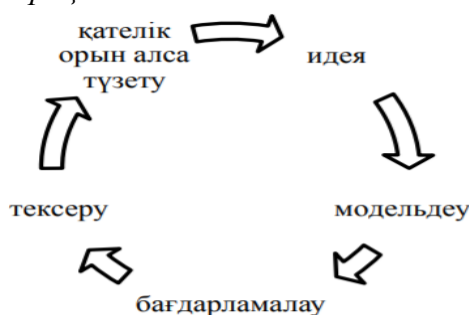 қателік
орын алса
түзету
идея
тексеру
модельдеу
бағдарламалау